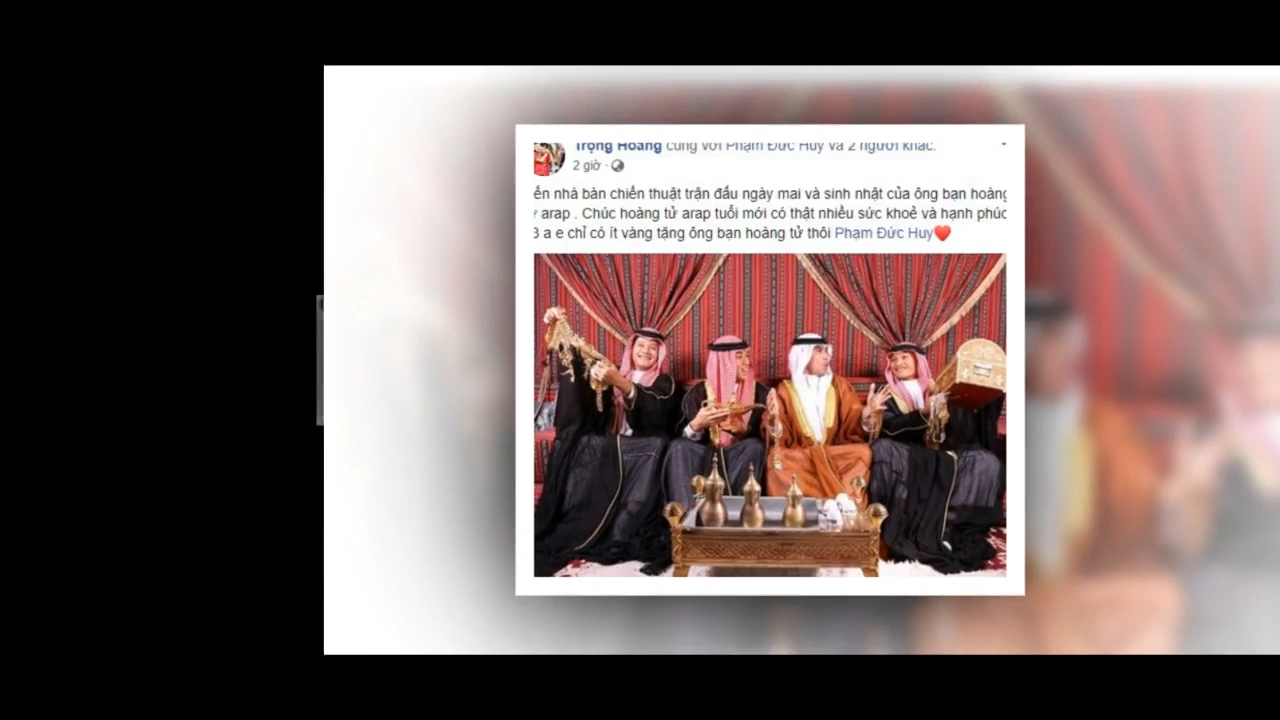 Trọng Hoàng cùng với Phạm Đức Huy và 2 người khác.
2 giờ ·
nhà bàn chiến thuật trận đấu ngày mai và sinh nhật của ông bạn hoàng
arap . Chúc hoàng tử arap tuổi mới có thật nhiều sức khoẻ và hạnh phúc
3 a e chỉ có ít vàng tặng ông bạn hoàng tử thôi Phạm Đức Huy❤️